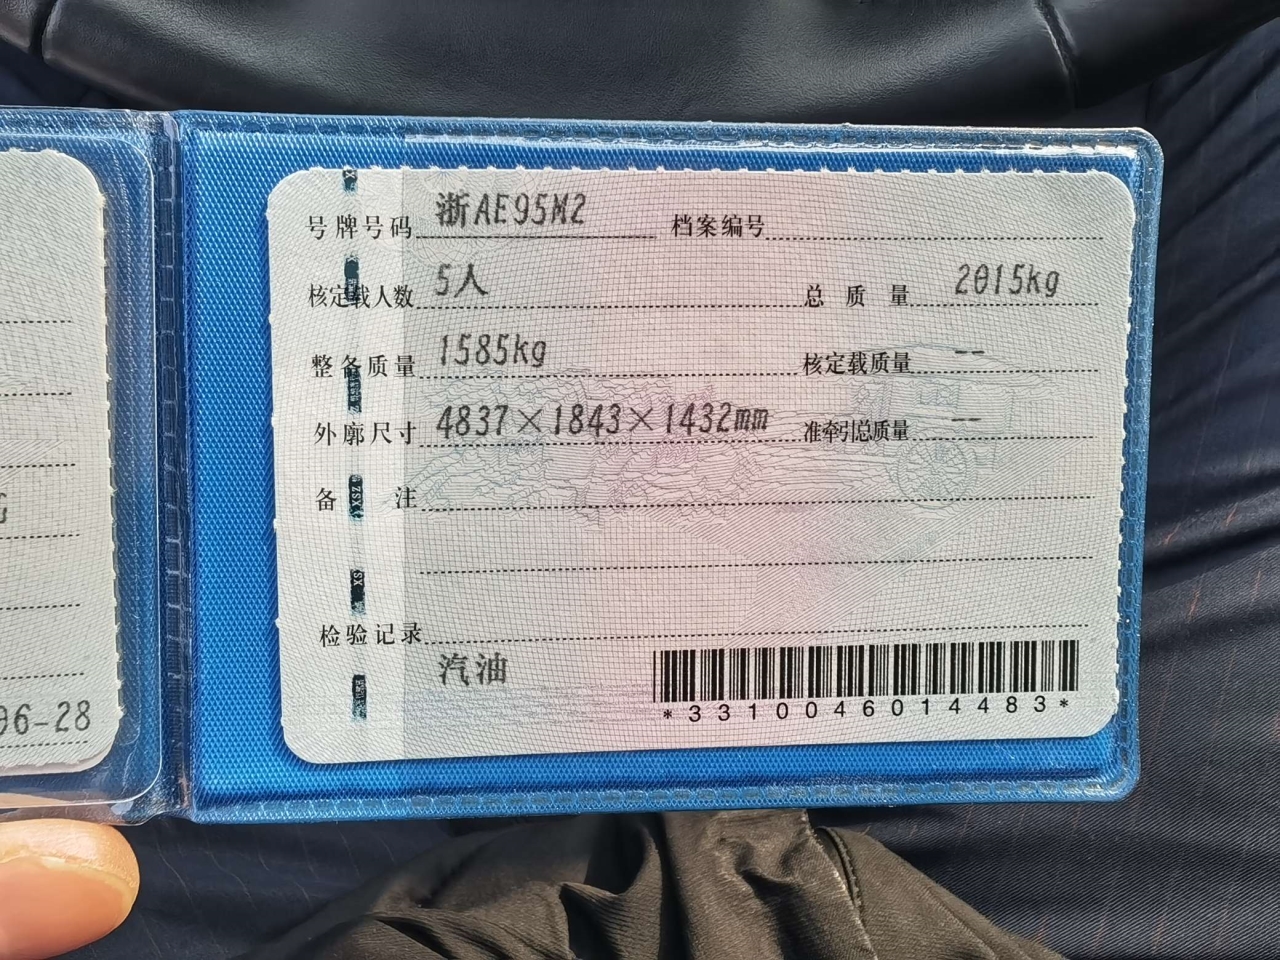 号牌号码 浙AE95M2 档案编号
核定载人数 5人 总质量 2015kg
整备质量 1585kg 核定载质量 --
外廓尺寸 4837×1843×1432mm 准牵引总质量 --
备注
检验记录
汽油
*331004601448 3*
06-28